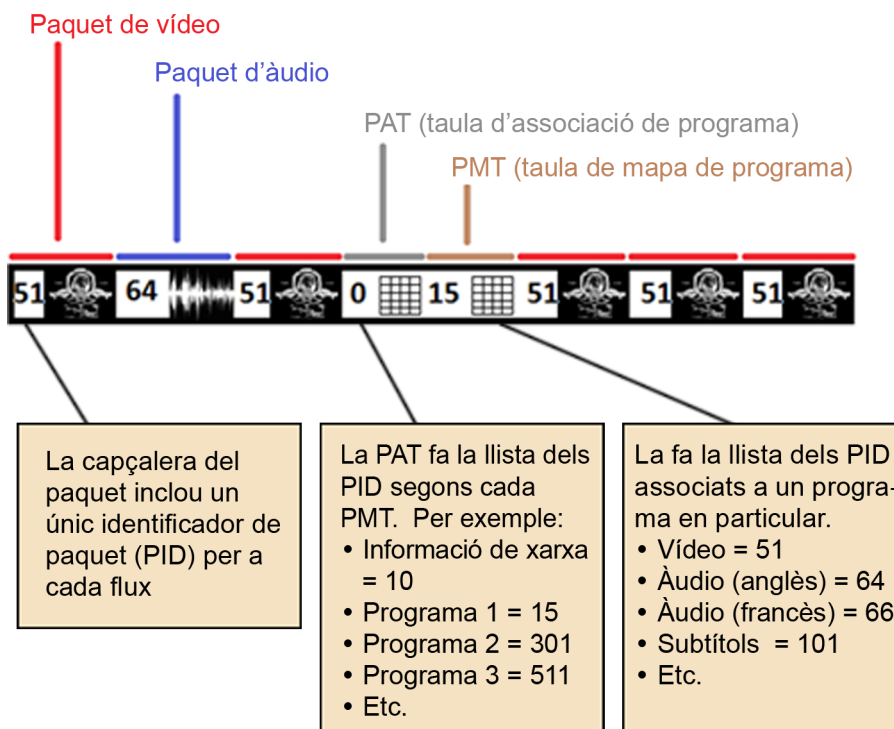 Paquet de vídeo
Paquet d'àudio
PAT (taula d'associació de programa)
PMT (taula de mapa de programa)
51 64 51 0 15 51 51 51
La capçalera del
paquet inclou un
únic identificador de
paquet (PID) per a
cada flux
La PAT fa la llista dels
PID segons cada
PMT. Per exemple:
• Informació de xarxa
= 10
• Programa 1 = 15
• Programa 2 = 301
• Programa 3 = 511
• Etc.
La fa la llista dels PID
associats a un progra-
ma en particular.
• Vídeo = 51
• Àudio (anglès) = 64
• Àudio (francès) = 66
• Subtítols = 101
• Etc.